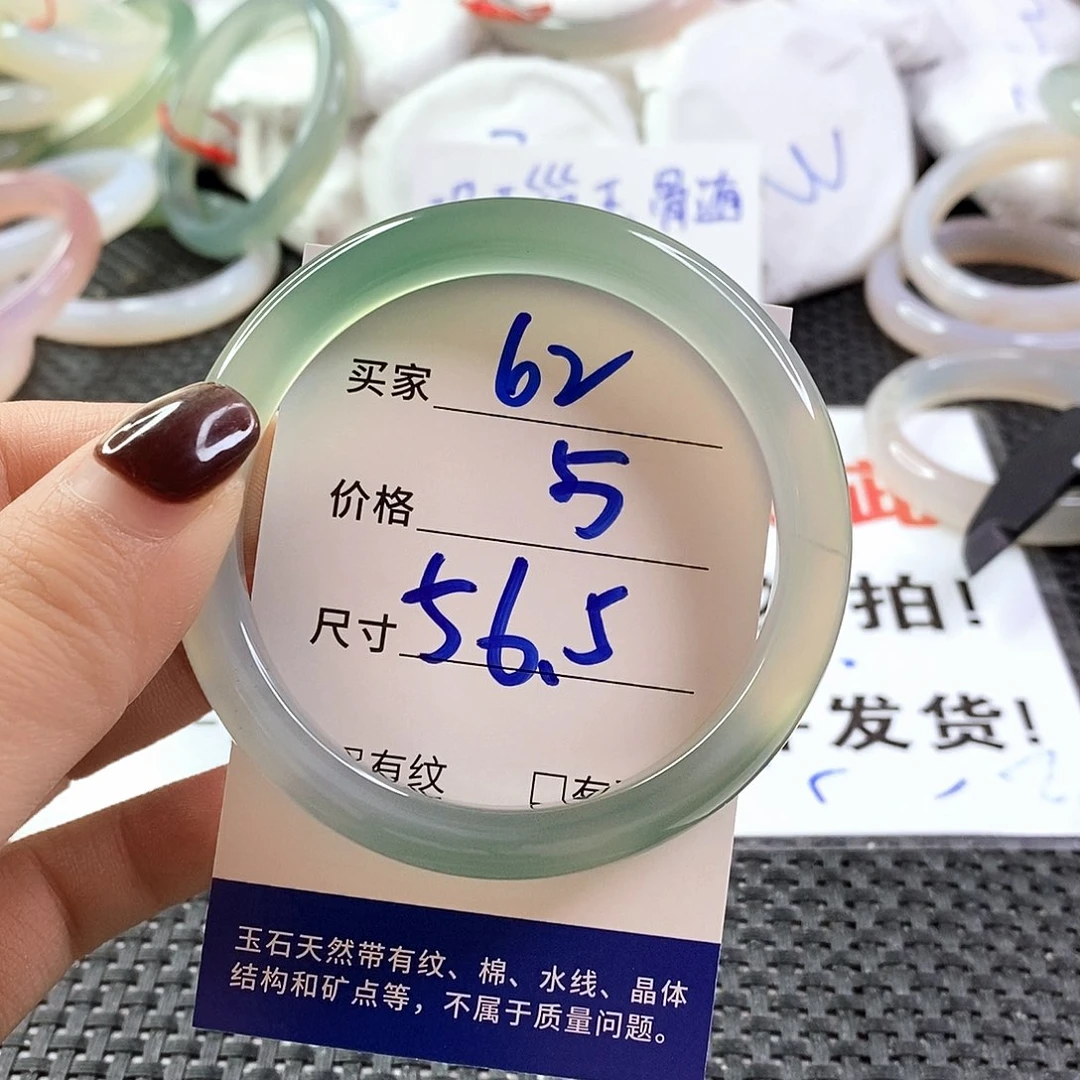 骨随
买家 62
价格 5
尺寸 56.5
有纹
拍!
发货!
玉石天然带有纹、棉、水线、晶体
结构和矿点等，不属于质量问题。